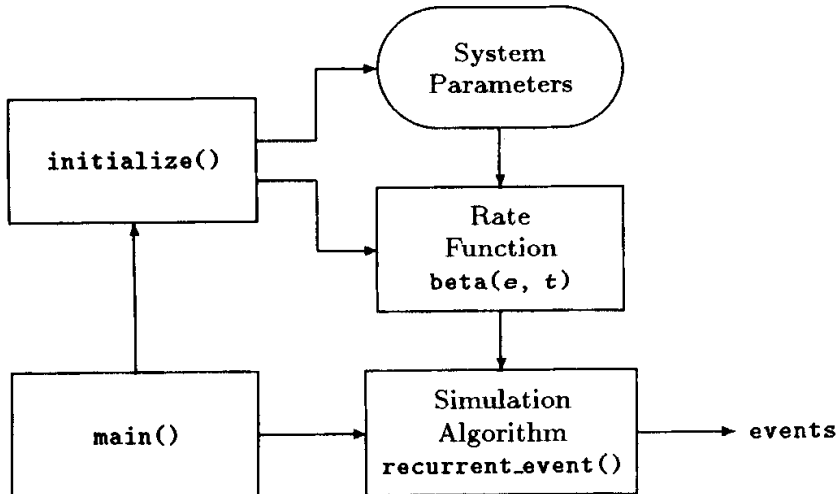 System
Parameters
initialize()
Rate
Function
beta(e, t)
Simulation
Algorithm
recurrent_event()
main()
events